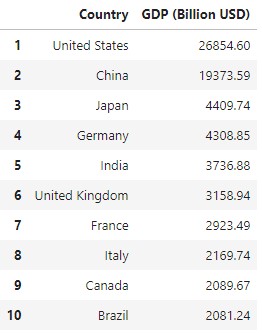 Country GDP (Billion USD)
1 United States 26854.60
2 China 19373.59
3 Japan 4409.74
4 Germany 4308.85
5 India 3736.88
6 United Kingdom 3158.94
7 France 2923.49
8 Italy 2169.74
9 Canada 2089.67
10 Brazil 2081.24